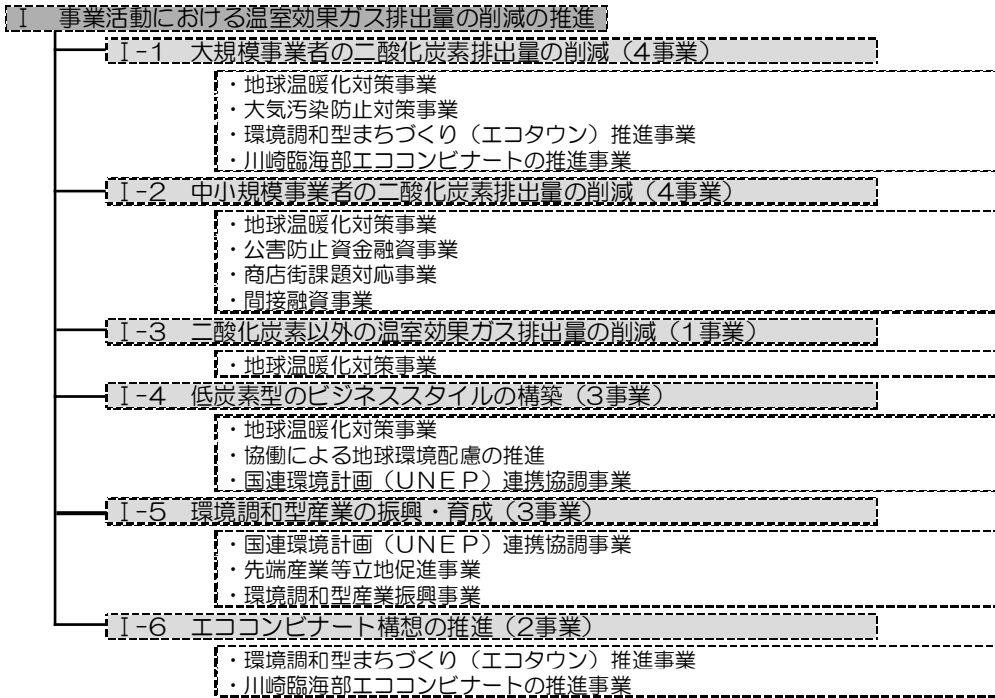 Ⅰ　事業活動における温室効果ガス排出量の削減の推進
Ⅰ-1　大規模事業者の二酸化炭素排出量の削減（4事業）
・地球温暖化対策事業
・大気汚染防止対策事業
・環境調和型まちづくり（エコタウン）推進事業
・川崎臨海部エココンビナートの推進事業
Ⅰ-2　中小規模事業者の二酸化炭素排出量の削減（4事業）
・地球温暖化対策事業
・公害防止資金融資事業
・商店街課題対応事業
・間接融資事業
Ⅰ-3　二酸化炭素以外の温室効果ガス排出量の削減（1事業）
・地球温暖化対策事業
Ⅰ-4　低炭素型のビジネススタイルの構築（3事業）
・地球温暖化対策事業
・協働による地球環境配慮の推進
・国連環境計画（ＵＮＥＰ）連携協調事業
Ⅰ-5　環境調和型産業の振興・育成（3事業）
・国連環境計画（ＵＮＥＰ）連携協調事業
・先端産業等立地促進事業
・環境調和型産業振興事業
Ⅰ-6　エココンビナート構想の推進（2事業）
・環境調和型まちづくり（エコタウン）推進事業
・川崎臨海部エココンビナートの推進事業